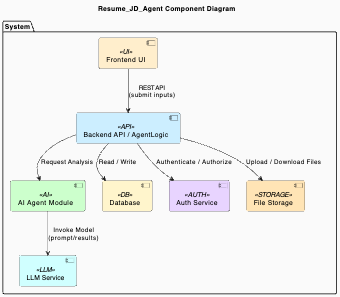 Resume_JD_Agent Component Diagram
System
«UI»
Frontend UI
REST API
(submit inputs)
«API»
Backend API / AgentLogic
Request Analysis
Read / Write
Authenticate / Authorize
Upload / Download Files
«AI»
AI Agent Module
«DB»
Database
«AUTH»
Auth Service
«STORAGE»
File Storage
Invoke Model
(prompt/results)
«LLM»
LLM Service